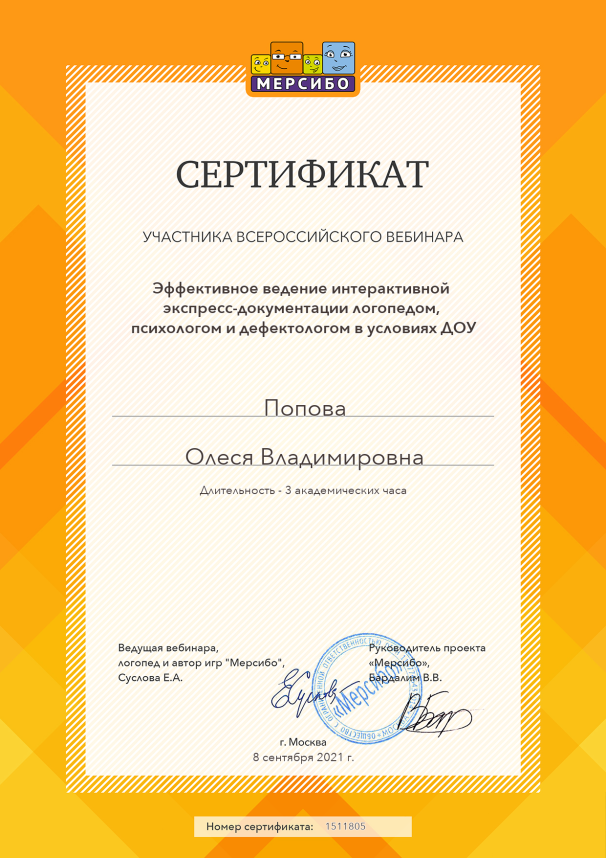 МЕРСИБО
СЕРТИФИКАТ
УЧАСТНИКА ВСЕРОССИЙСКОГО ВЕБИНАРА
Эффективное ведение интерактивной
экспресс-документации логопедом,
психологом и дефектологом в условиях ДОУ
Попова
Олеся Владимировна
Длительность - 3 академических часа
Ведущая вебинара,
логопед и автор игр "Мерсибо",
Суслова Е.А.
Руководитель проекта
«Мерсибо»,
Бардалим В.В.
«Мерсибо»
г. Москва
8 сентября 2021 г.
Номер сертификата: 1511805